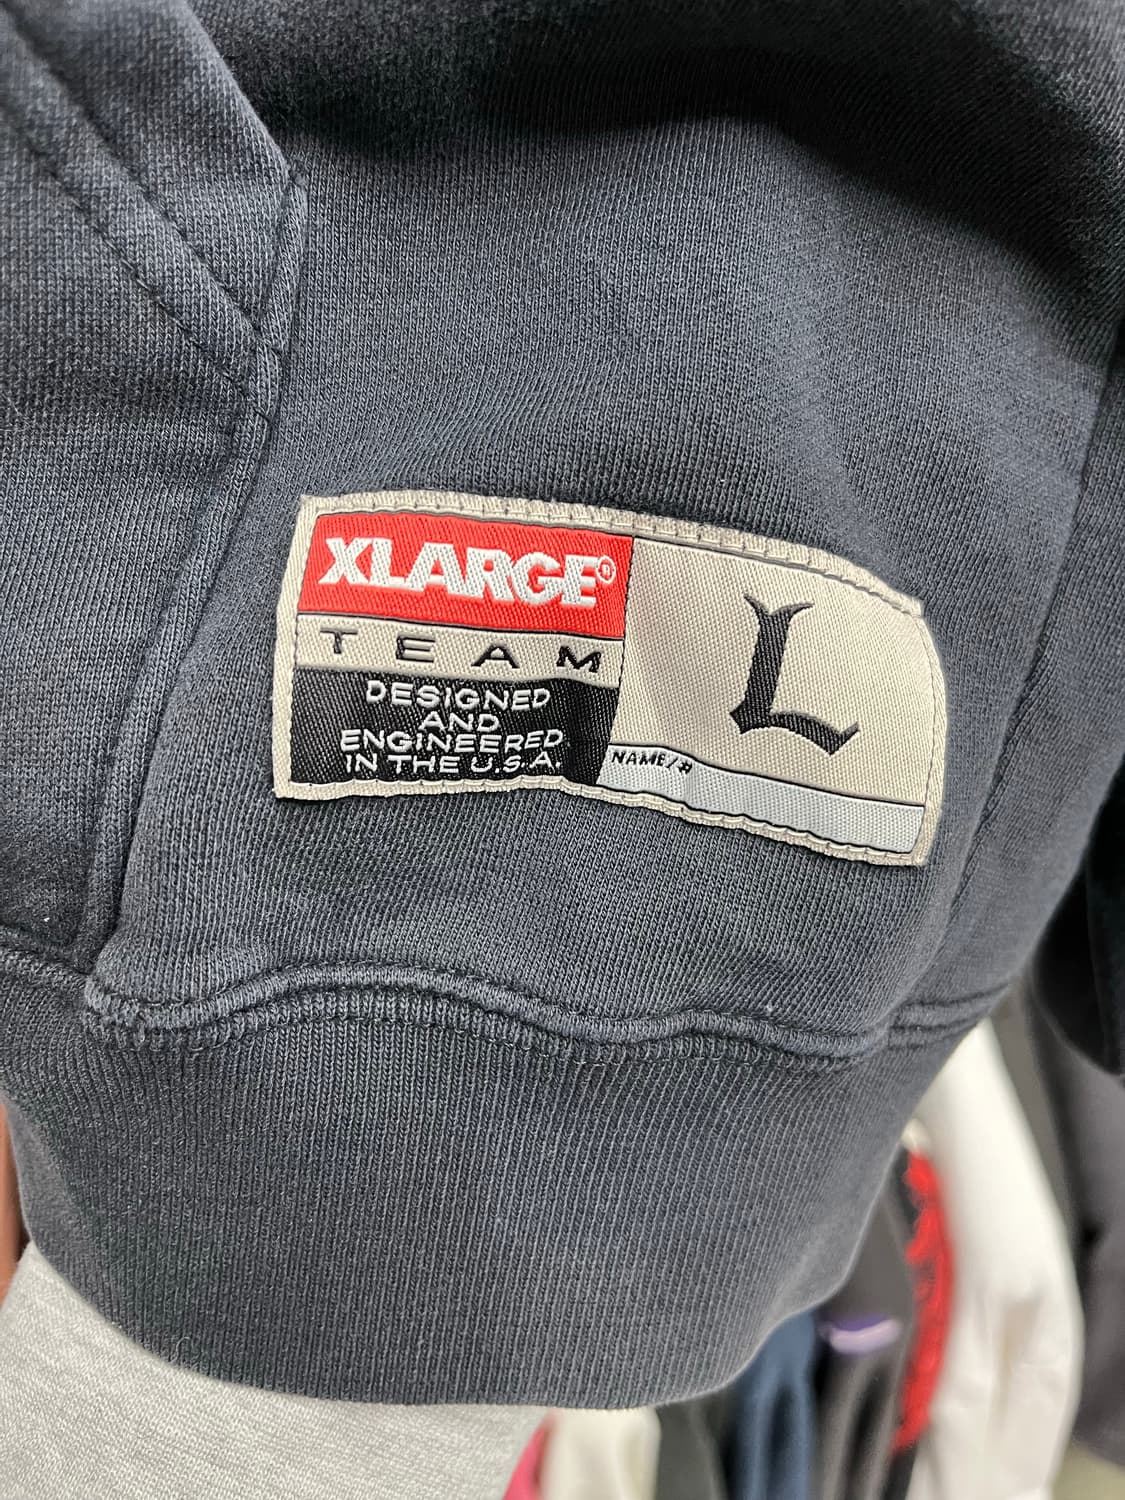 XLARGE®
TEAM
DESIGNED
AND
ENGINEERED
IN THE U.S.A.
L
NAME/#